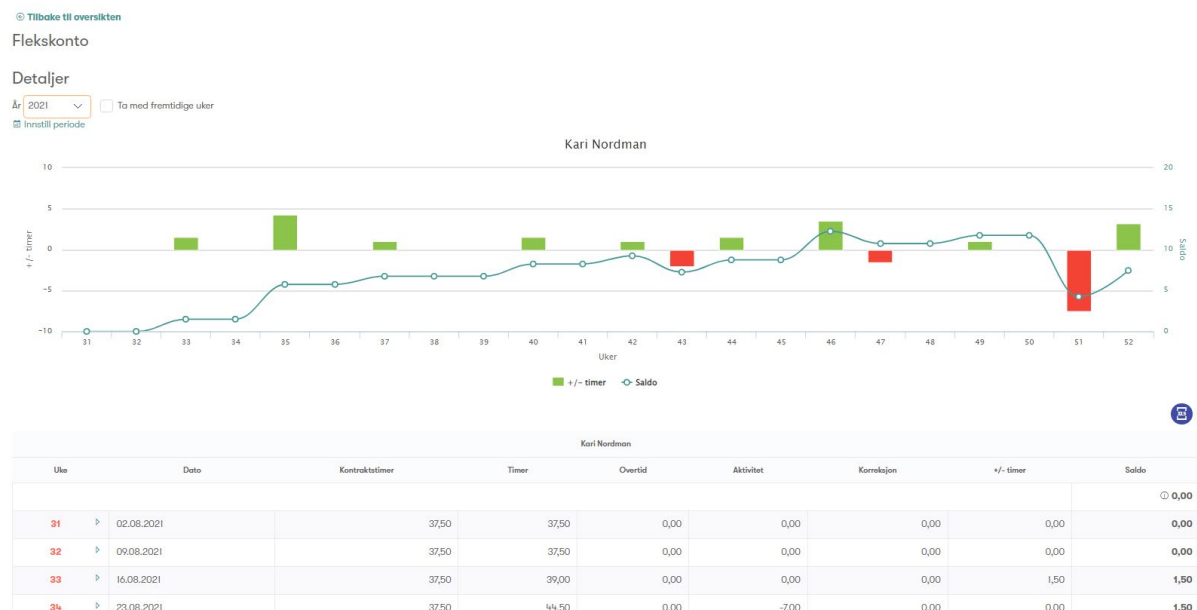 Tilbake til oversikten
Flekskonto
Detaljer
År 2021 Ta med fremtidige uker
Innstill periode
Kari Nordman
10 20
5 15
0 10
-5 5
-10 0
+/- timer
Saldo
31 32 33 34 35 36 37 38 39 40 41 42 43 44 45 46 47 48 49 50 51 52
Uker
+/- timer Saldo
Kari Nordman
Uke Dato Kontraktstimer Timer Overtid Aktivitet Korreksjon +/- timer Saldo
0,00
31 02.08.2021 37,50 37,50 0,00 0,00 0,00 0,00 0,00
32 09.08.2021 37,50 37,50 0,00 0,00 0,00 0,00 0,00
33 16.08.2021 37,50 39,00 0,00 0,00 0,00 1,50 1,50
34 23.08.2021 37,50 44,50 0,00 -7,00 0,00 0,00 1,50